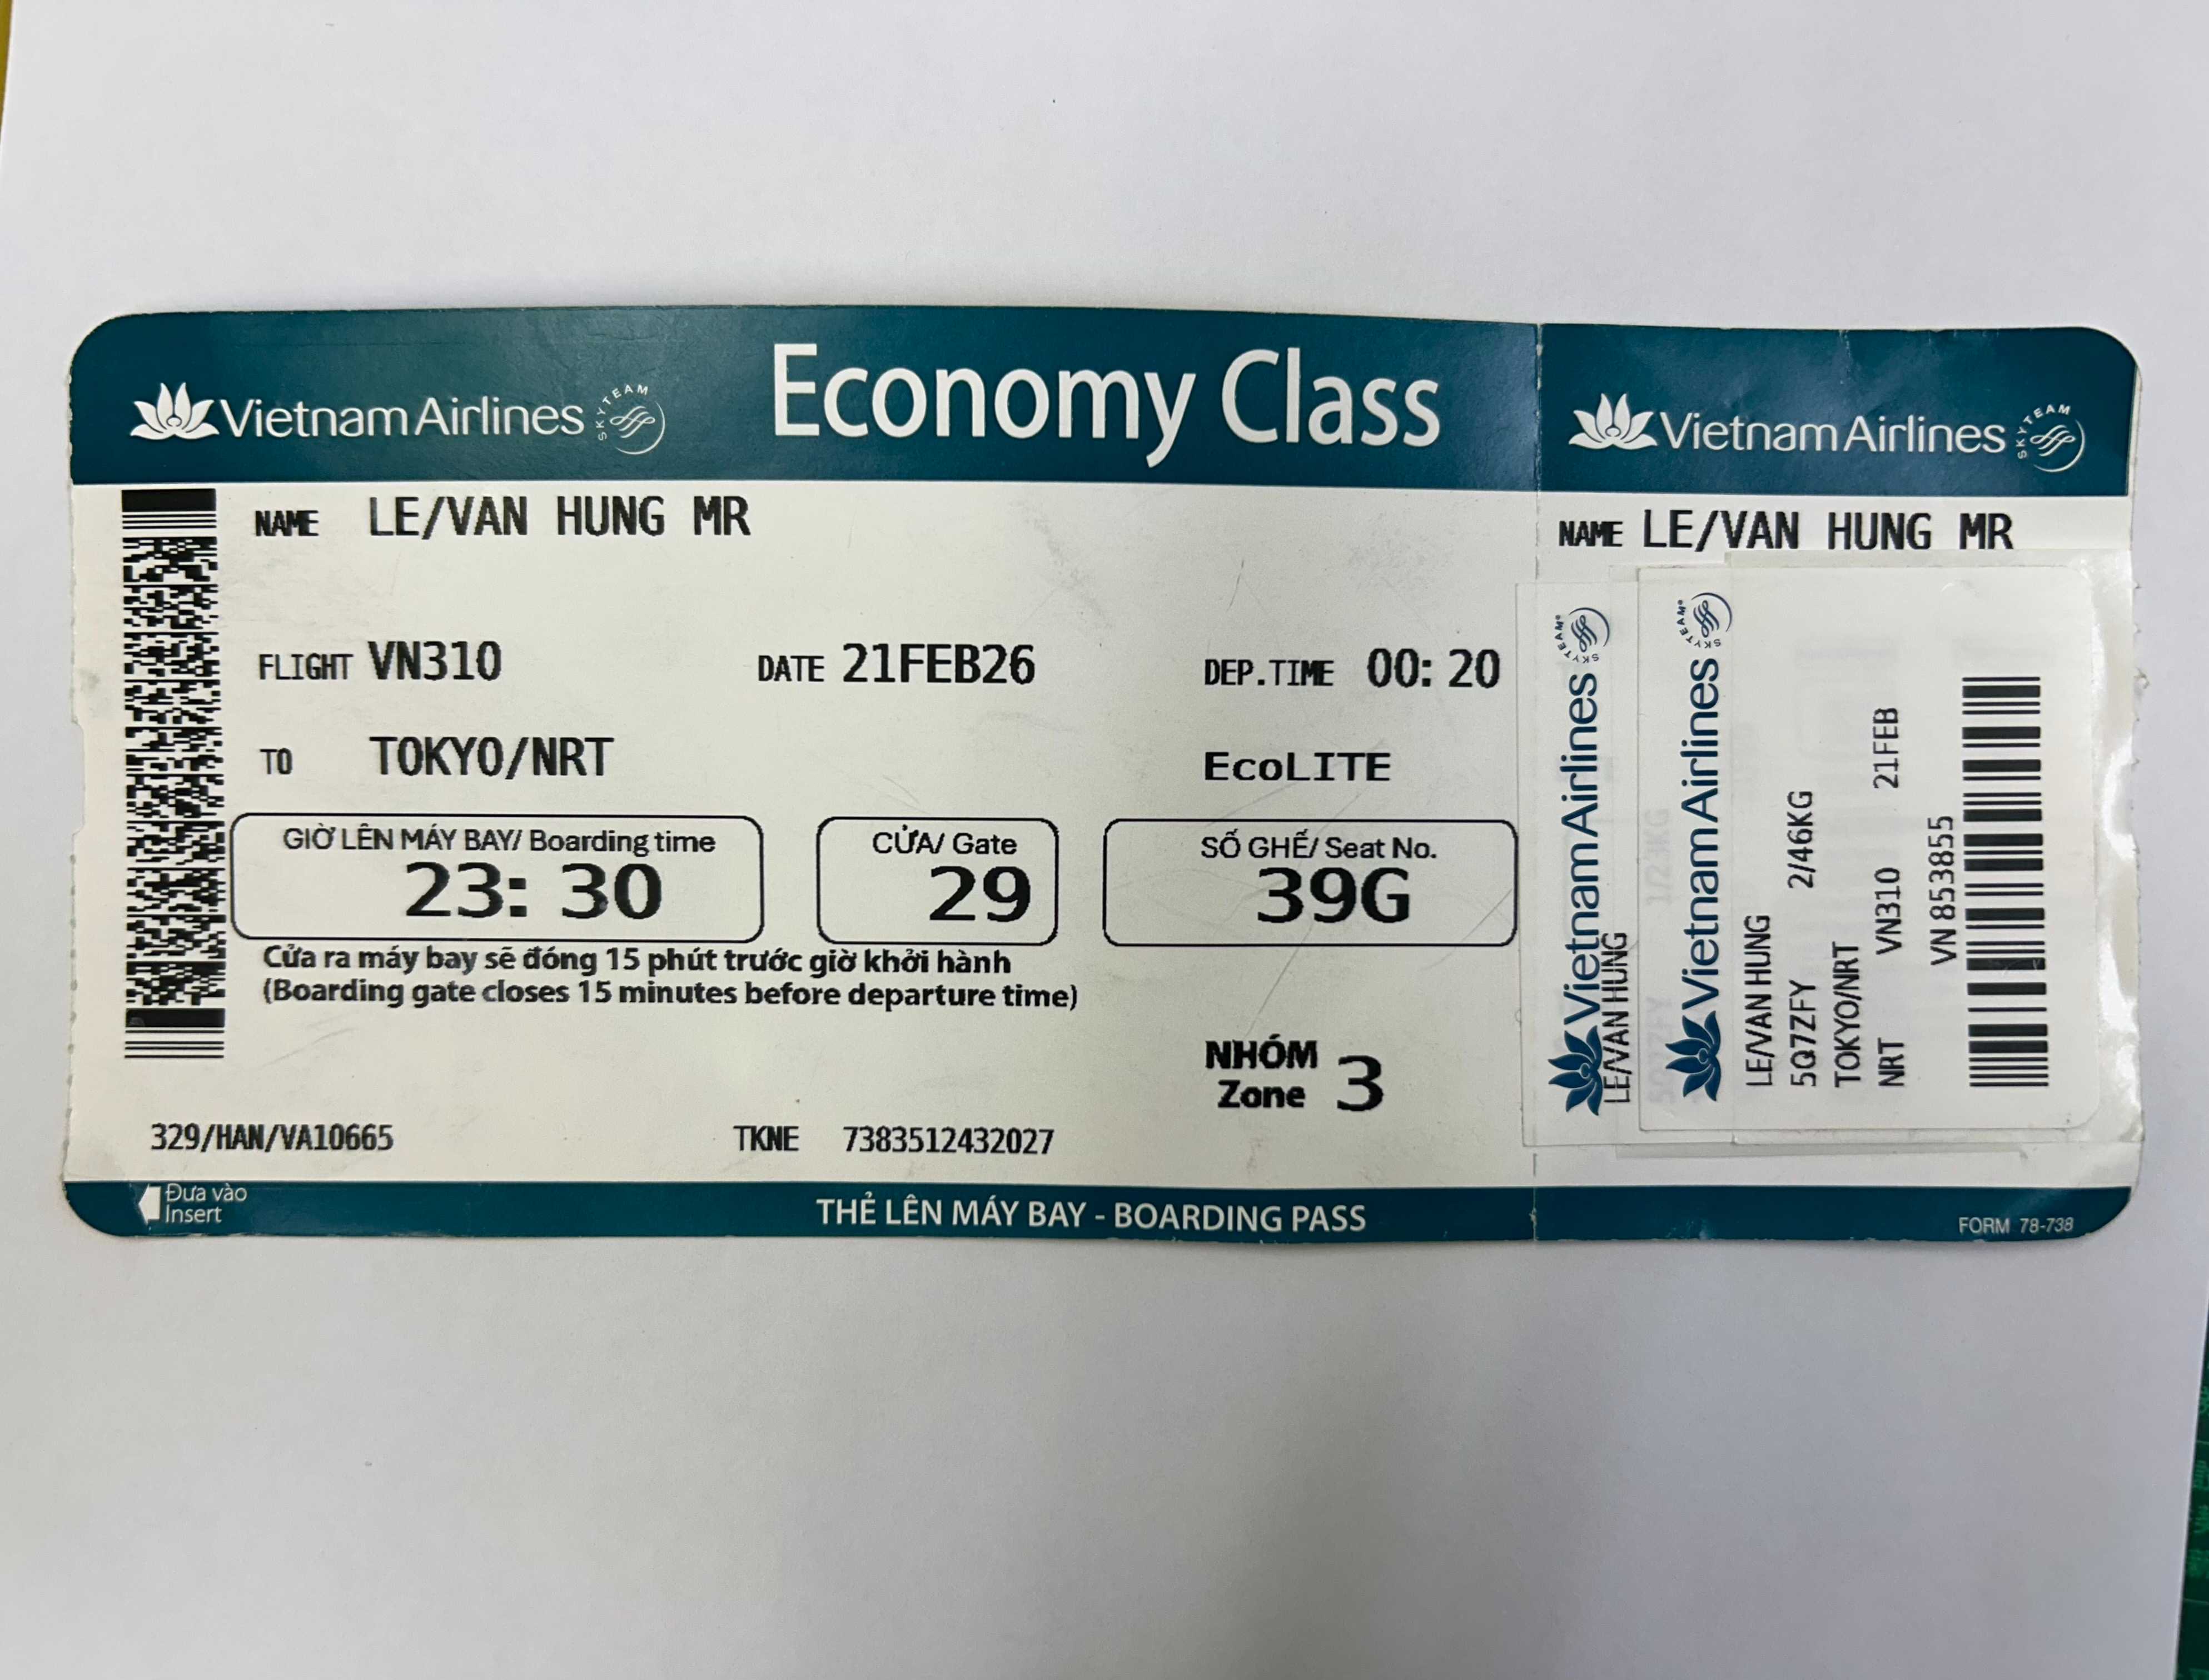 Vietnam Airlines SKYTEAM Economy Class
NAME LE/VAN HUNG MR
FLIGHT VN310 DATE 21FEB26 DEP.TIME 00: 20
TO TOKYO/NRT EcoLITE
GIỜ LÊN MÁY BAY/ Boarding time
23: 30
CỬA/ Gate
29
SỐ GHẾ/ Seat No.
39G
Cửa ra máy bay sẽ đóng 15 phút trước giờ khởi hành
(Boarding gate closes 15 minutes before departure time)
NHÓM
Zone 3
329/HAN/VA10665 TKNE 7383512432027
Đưa vào
Insert
THẺ LÊN MÁY BAY - BOARDING PASS
Vietnam Airlines SKYTEAM
NAME LE/VAN HUNG MR
Vietnam Airlines SKYTEAM
LE/VAN HUNG
1/23KG
Vietnam Airlines SKYTEAM
LE/VAN HUNG
5Q7ZFY 2/46KG
TOKYO/NRT
NRT VN310 21FEB
VN 853855
FORM 78-738